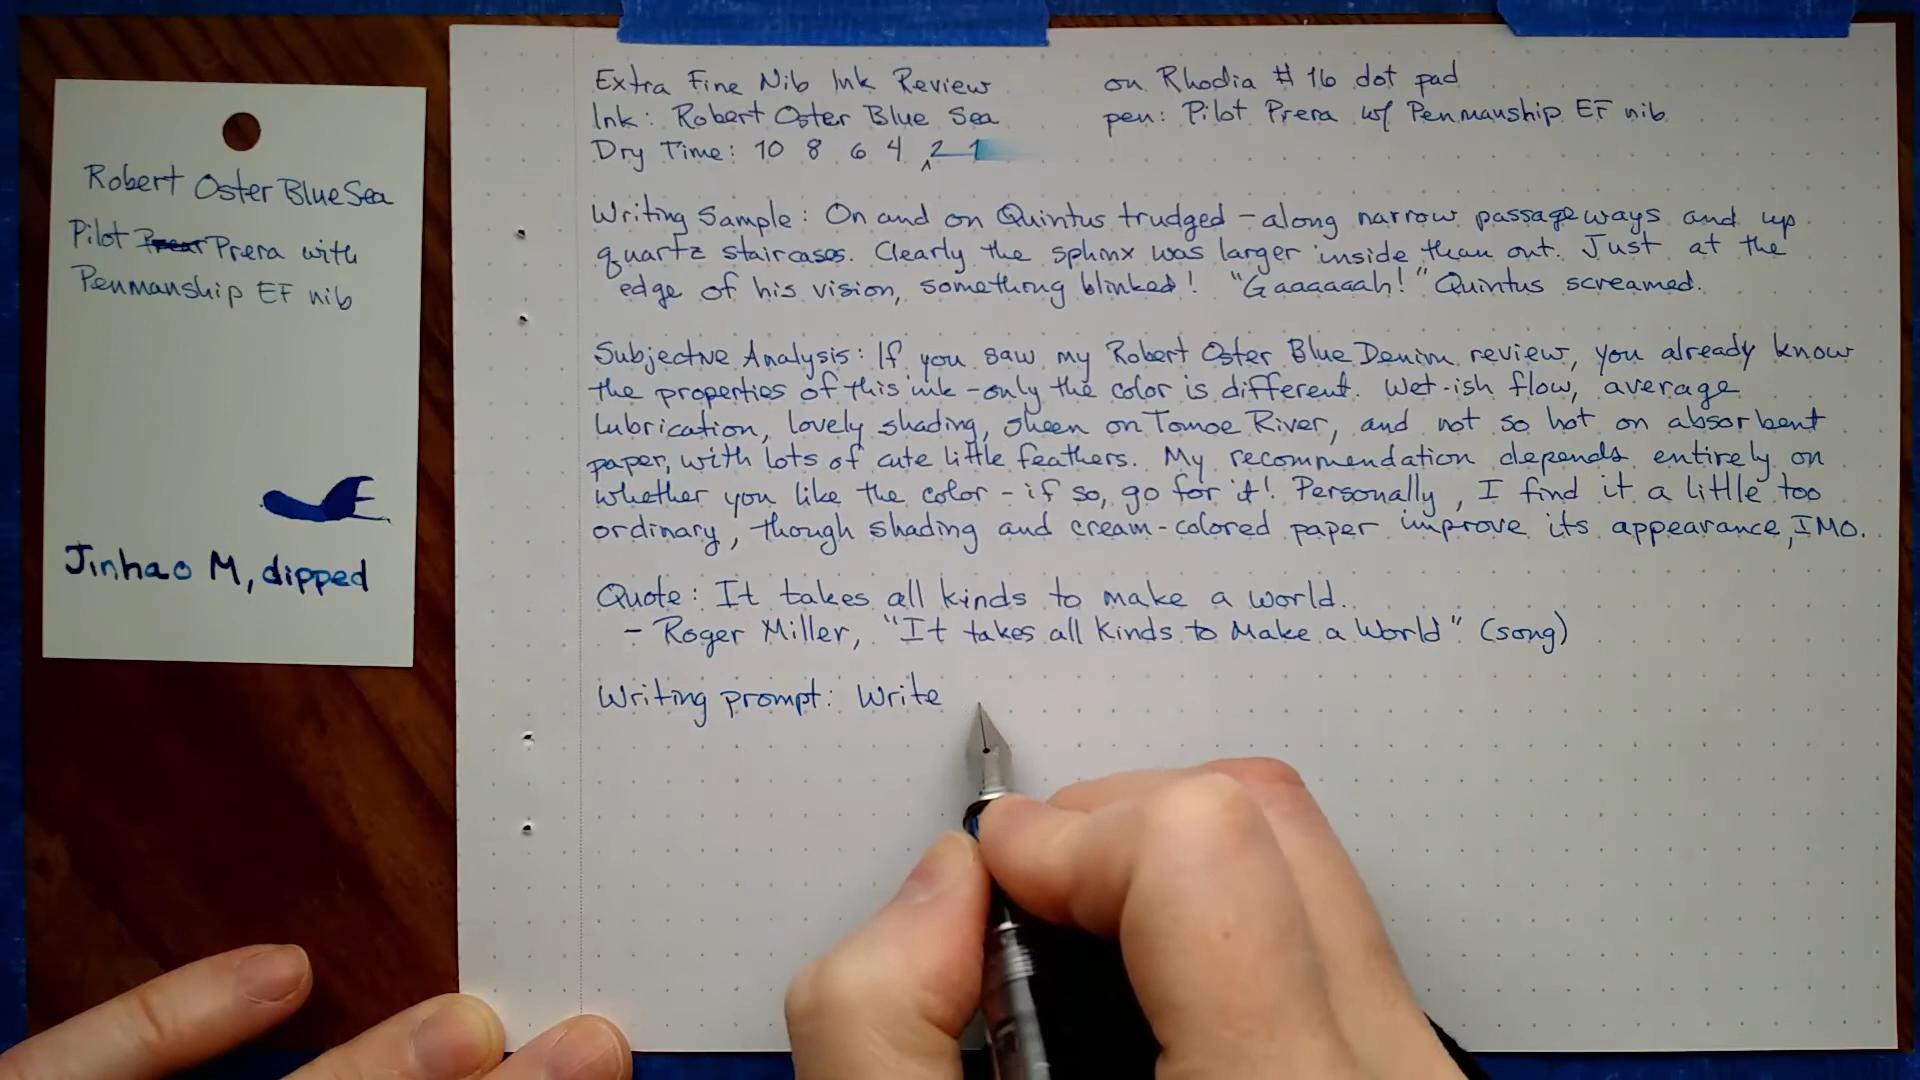 Robert Oster Blue Sea
Pilot Prera with
Penmanship EF nib
Jinhao M, dipped
Extra Fine Nib Ink Review
on Rhodia #16 dot pad
Ink: Robert Oster Blue Sea
pen: Pilot Prera w/ Penmanship EF nib
Dry Time: 10 8 6 4 2 1
Writing Sample: On and on Quintus trudged - along narrow passageways and up
quartz staircases. Clearly the sphinx was larger inside than out. Just at the
edge of his vision, something blinked! "Gaaaaaah!" Quintus screamed.
Subjective Analysis: If you saw my Robert Oster Blue Denim review, you already know
the properties of this ink - only the color is different. Wet-ish flow, average
lubrication, lovely shading, sheen on Tomoe River, and not so hot on absorbent
paper, with lots of cute little feathers. My recommendation depends entirely on
whether you like the color - if so, go for it! Personally, I find it a little too
ordinary, though shading and cream-colored paper improve its appearance, IMO.
Quote: It takes all kinds to make a world.
- Roger Miller, "It takes all Kinds to Make a World" (song)
Writing prompt: Write